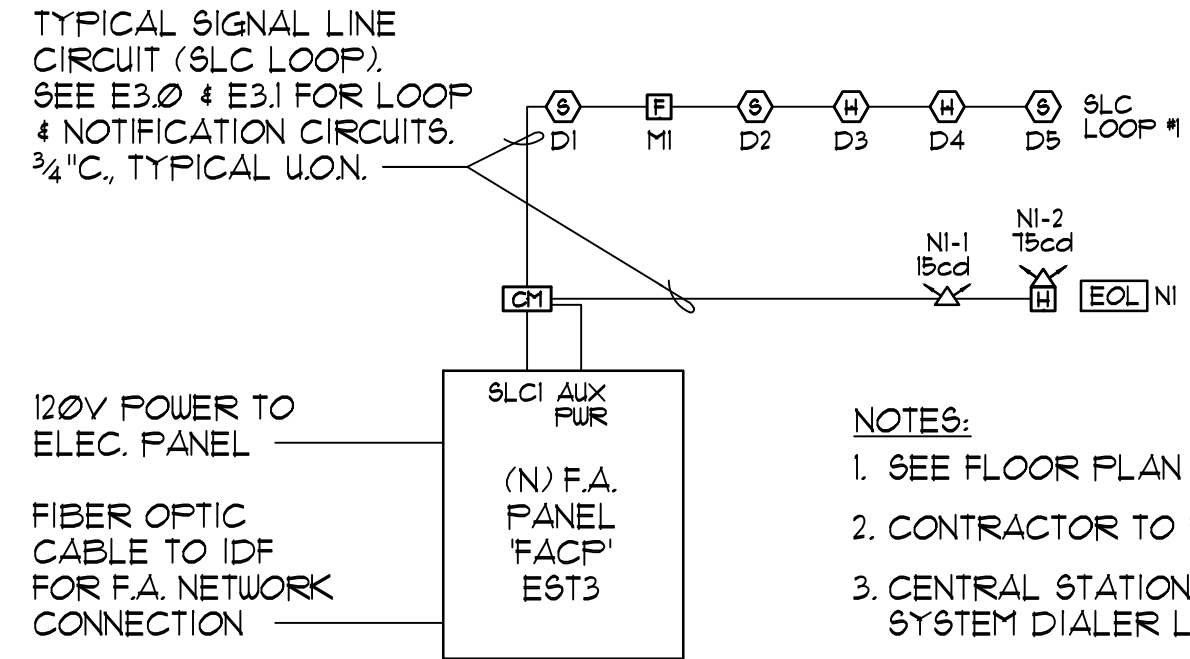 TYPICAL SIGNAL LINE
CIRCUIT (SLC LOOP).
SEE E3.Ø & E3.1 FOR LOOP
& NOTIFICATION CIRCUITS.
¾"C., TYPICAL U.O.N.
S F S H H S
D1 M1 D2 D3 D4 D5
SLC
LOOP #1
N1-1
15cd
N1-2
75cd
H
EOL N1
CM
SLC1 AUX
PWR
(N) F.A.
PANEL
'FACP'
EST3
12ØV POWER TO
ELEC. PANEL
FIBER OPTIC
CABLE TO IDF
FOR F.A. NETWORK
CONNECTION
NOTES:
1. SEE FLOOR PLAN
2. CONTRACTOR TO
3. CENTRAL STATION
SYSTEM DIALER L